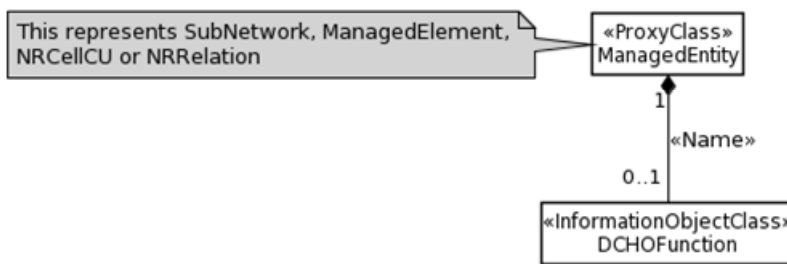 This represents SubNetwork, ManagedElement,
NRCellCU or NRRelation
«ProxyClass»
ManagedEntity
1
«Name»
0..1
«InformationObjectClass»
DCHOFunction